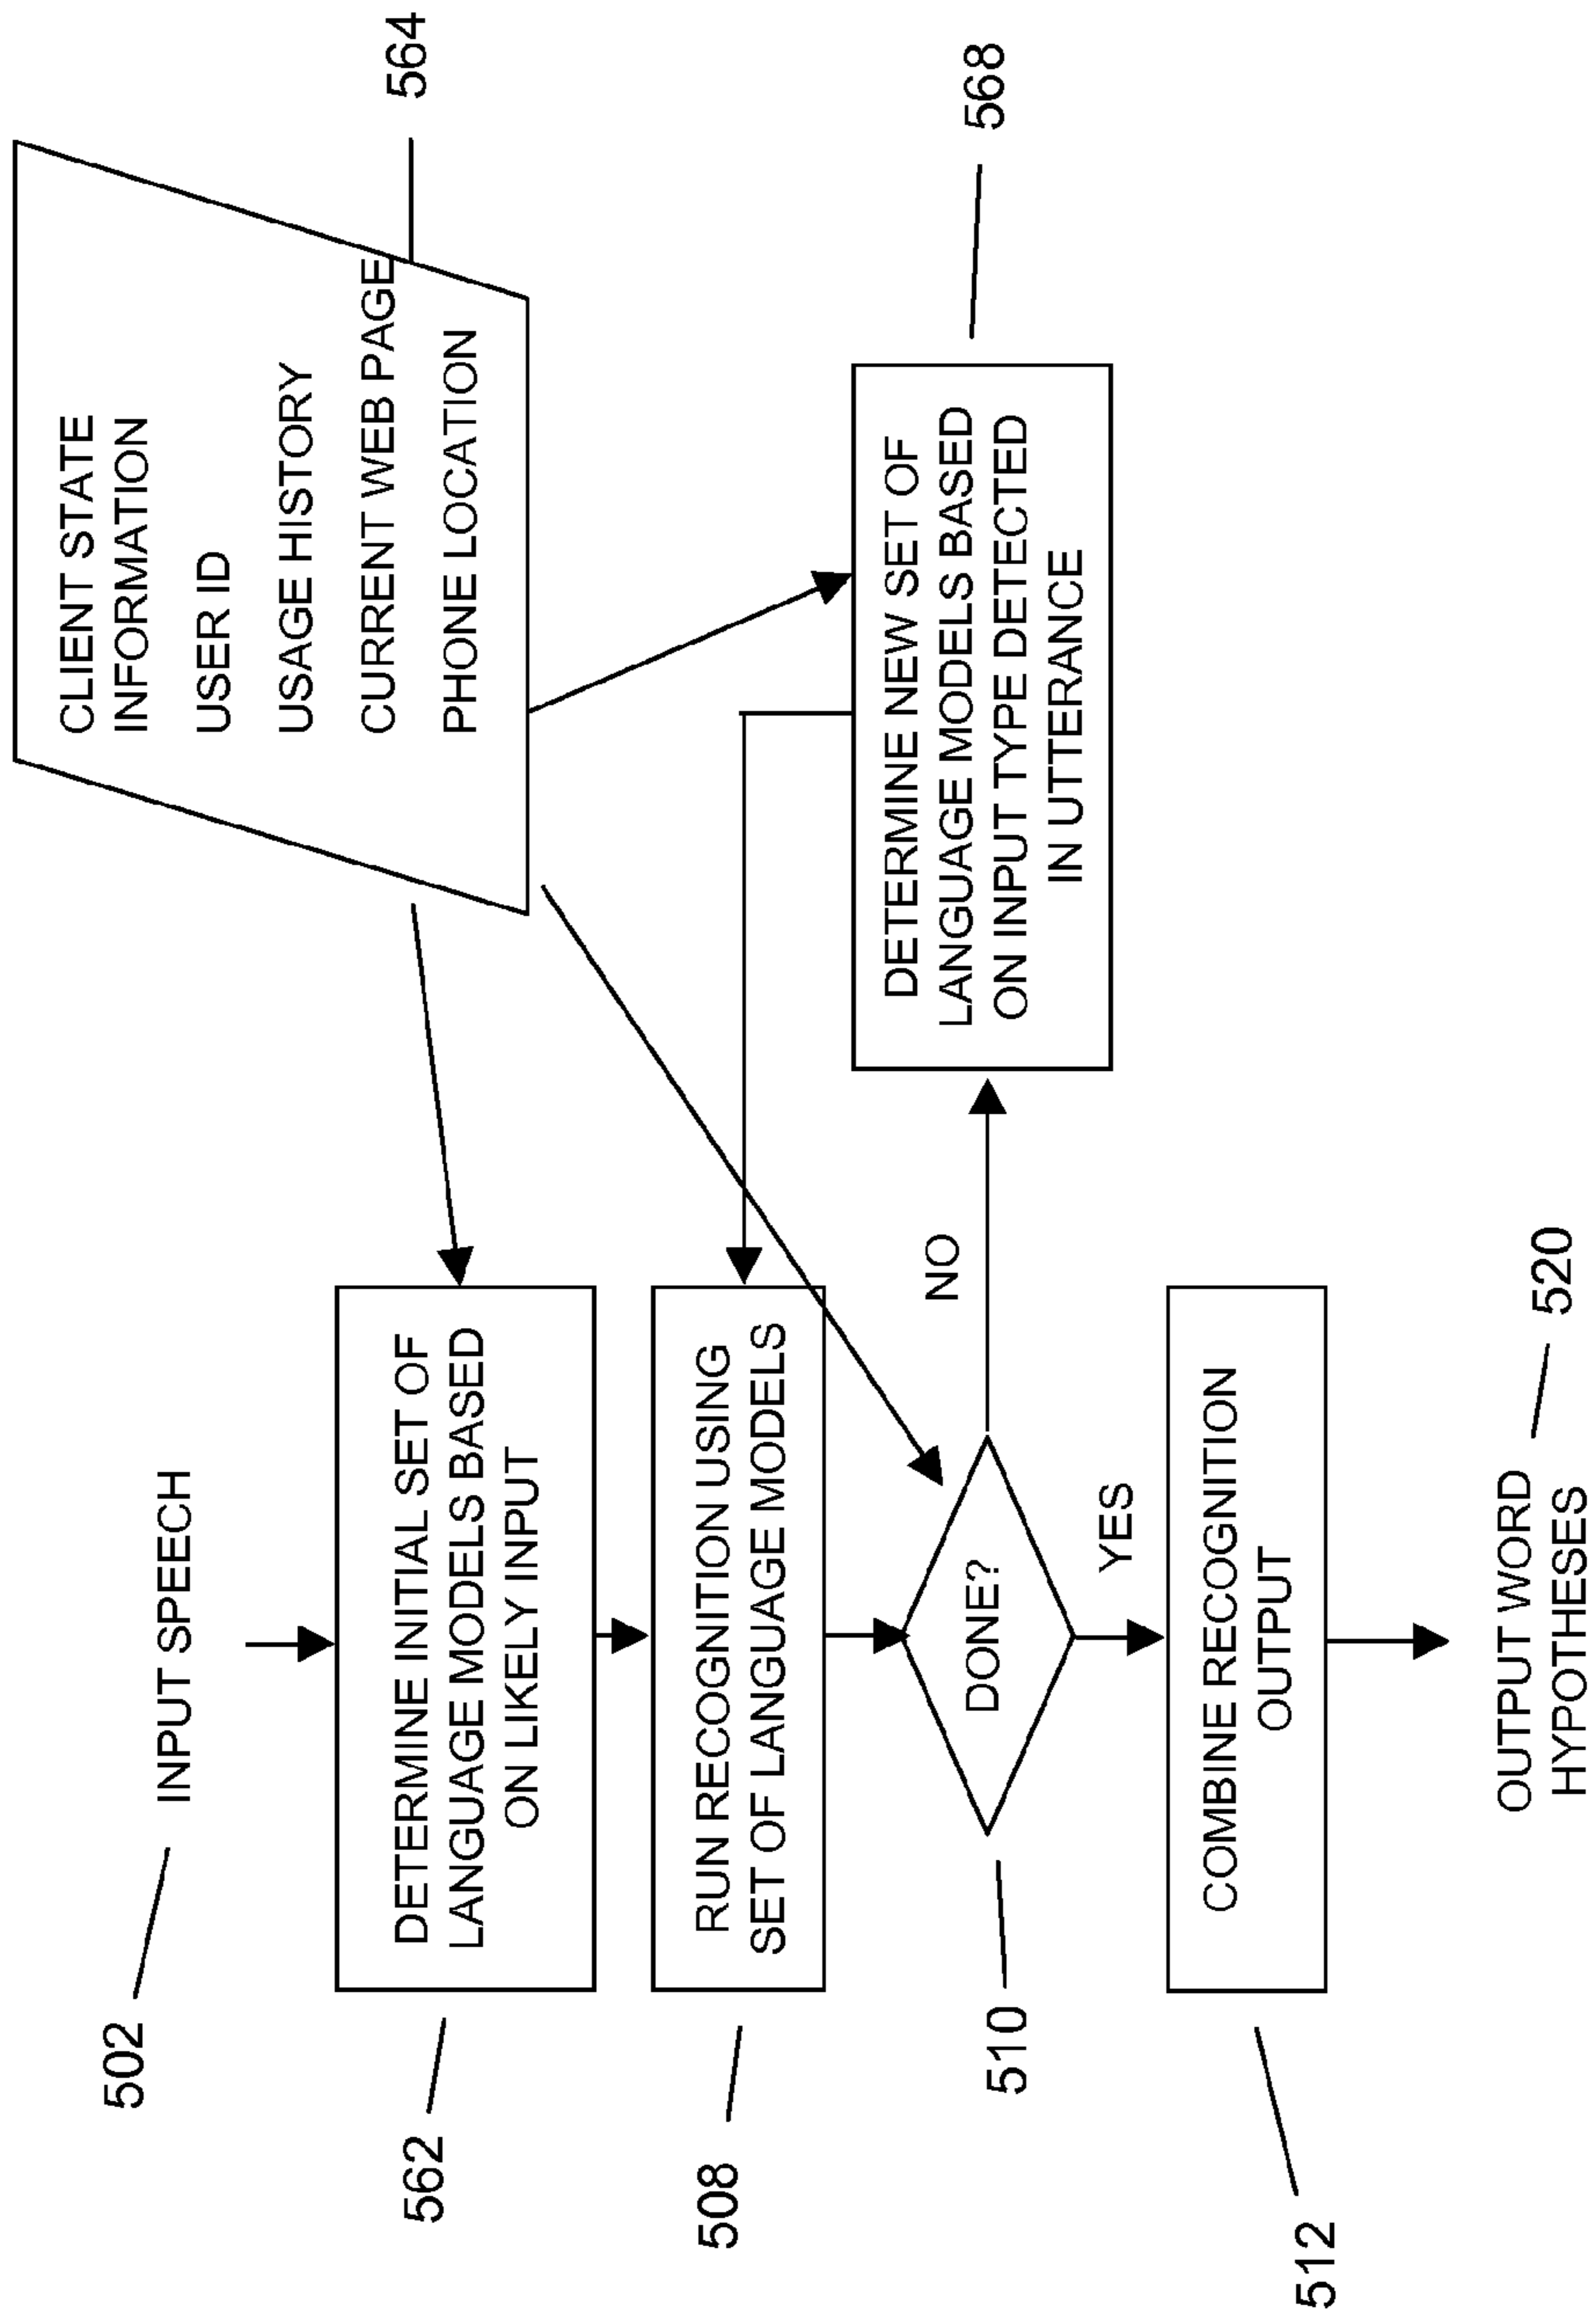 502
INPUT SPEECH
CLIENT STATE
INFORMATION
USER ID
USAGE HISTORY
CURRENT WEB PAGE
PHONE LOCATION
564
562
DETERMINE INITIAL SET OF
LANGUAGE MODELS BASED
ON LIKELY INPUT
508
RUN RECOGNITION USING
SET OF LANGUAGE MODELS
510
DONE?
NO
DETERMINE NEW SET OF
LANGUAGE MODELS BASED
ON INPUT TYPE DETECTED
IN UTTERANCE
568
YES
512
COMBINE RECOGNITION
OUTPUT
OUTPUT WORD
HYPOTHESES
520